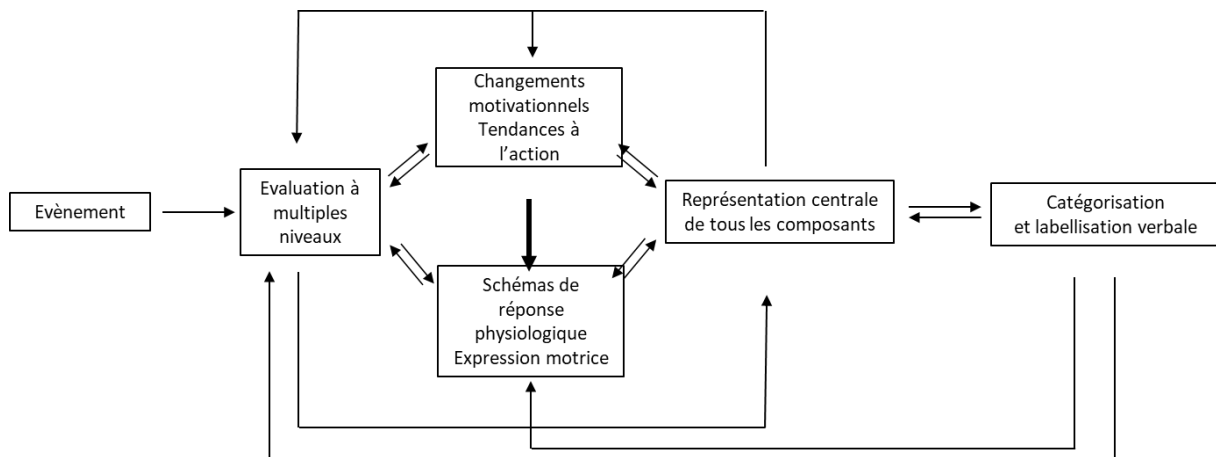 Changements
motivationnels
Tendances à
l'action
Evènement
Evaluation à
multiples
niveaux
Représentation centrale
de tous les composants
Catégorisation
et labellisation verbale
Schémas de
réponse
physiologique
Expression motrice